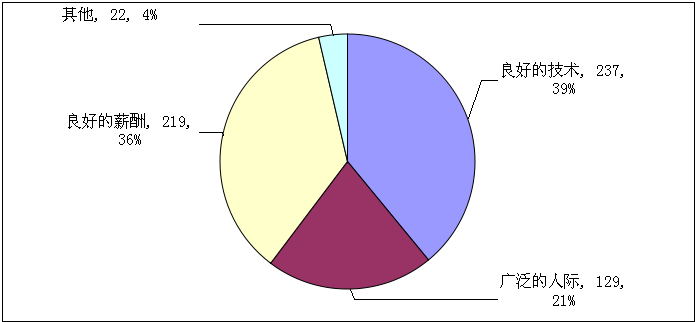 其他, 22, 4%
良好的技术, 237,
39%
良好的薪酬, 219,
36%
广泛的人际, 129,
21%